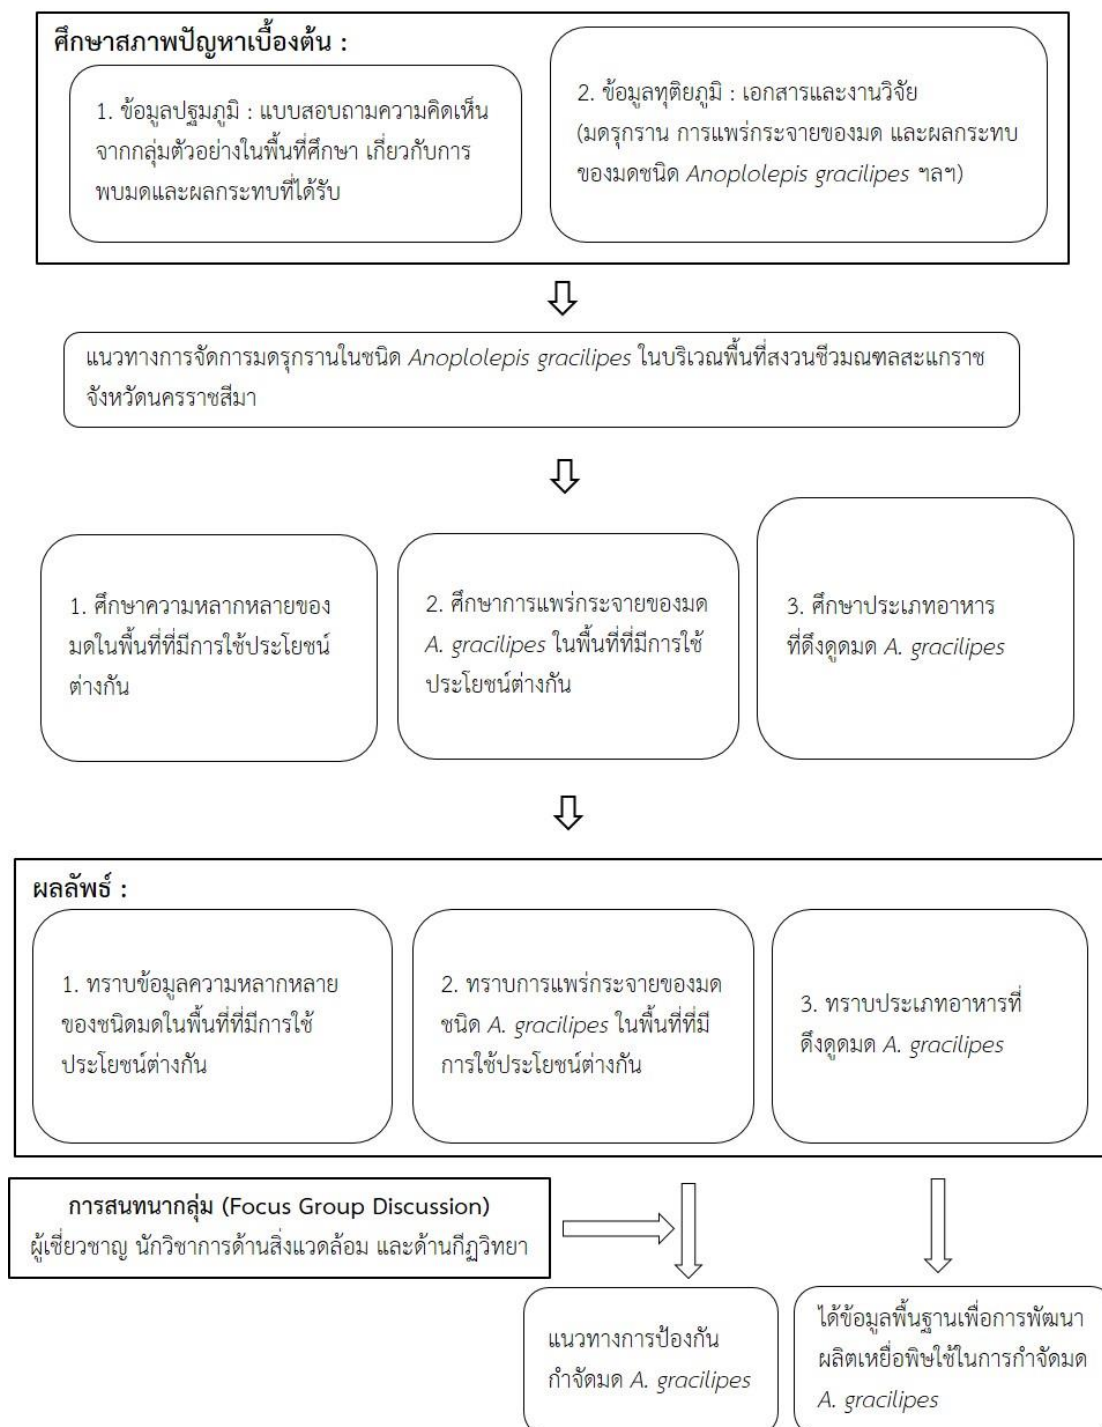 ศึกษาสภาพปัญหาเบื้องต้น :
1. ข้อมูลปฐมภูมิ : แบบสอบถามความคิดเห็น
จากกลุ่มตัวอย่างในพื้นที่ศึกษา เกี่ยวกับการ
พบมดและผลกระทบที่ได้รับ
2. ข้อมูลทุติยภูมิ : เอกสารและงานวิจัย
(มดรุกราน การแพร่กระจายของมด และผลกระทบ
ของมดชนิด Anoplolepis gracilipes ฯลฯ)
แนวทางการจัดการมดรุกรานในชนิด Anoplolepis gracilipes ในบริเวณพื้นที่สงวนชีวมณฑลสะแกราช
จังหวัดนครราชสีมา
1. ศึกษาความหลากหลายของ
มดในพื้นที่ที่มีการใช้ประโยชน์
ต่างกัน
2. ศึกษาการแพร่กระจายของมด
A. gracilipes ในพื้นที่ที่มีการใช้
ประโยชน์ต่างกัน
3. ศึกษาประเภทอาหาร
ที่ดึงดูดมด A. gracilipes
ผลลัพธ์ :
1. ทราบข้อมูลความหลากหลาย
ของชนิดมดในพื้นที่ที่มีการใช้
ประโยชน์ต่างกัน
2. ทราบการแพร่กระจายของมด
ชนิด A. gracilipes ในพื้นที่ที่มี
การใช้ประโยชน์ต่างกัน
3. ทราบประเภทอาหารที่
ดึงดูดมด A. gracilipes
การสนทนากลุ่ม (Focus Group Discussion)
ผู้เชี่ยวชาญ นักวิชาการด้านสิ่งแวดล้อม และด้านกีฏวิทยา
แนวทางการป้องกัน
กำจัดมด A. gracilipes
ได้ข้อมูลพื้นฐานเพื่อการพัฒนา
ผลิตเหยื่อพิษใช้ในการกำจัดมด
A. gracilipes